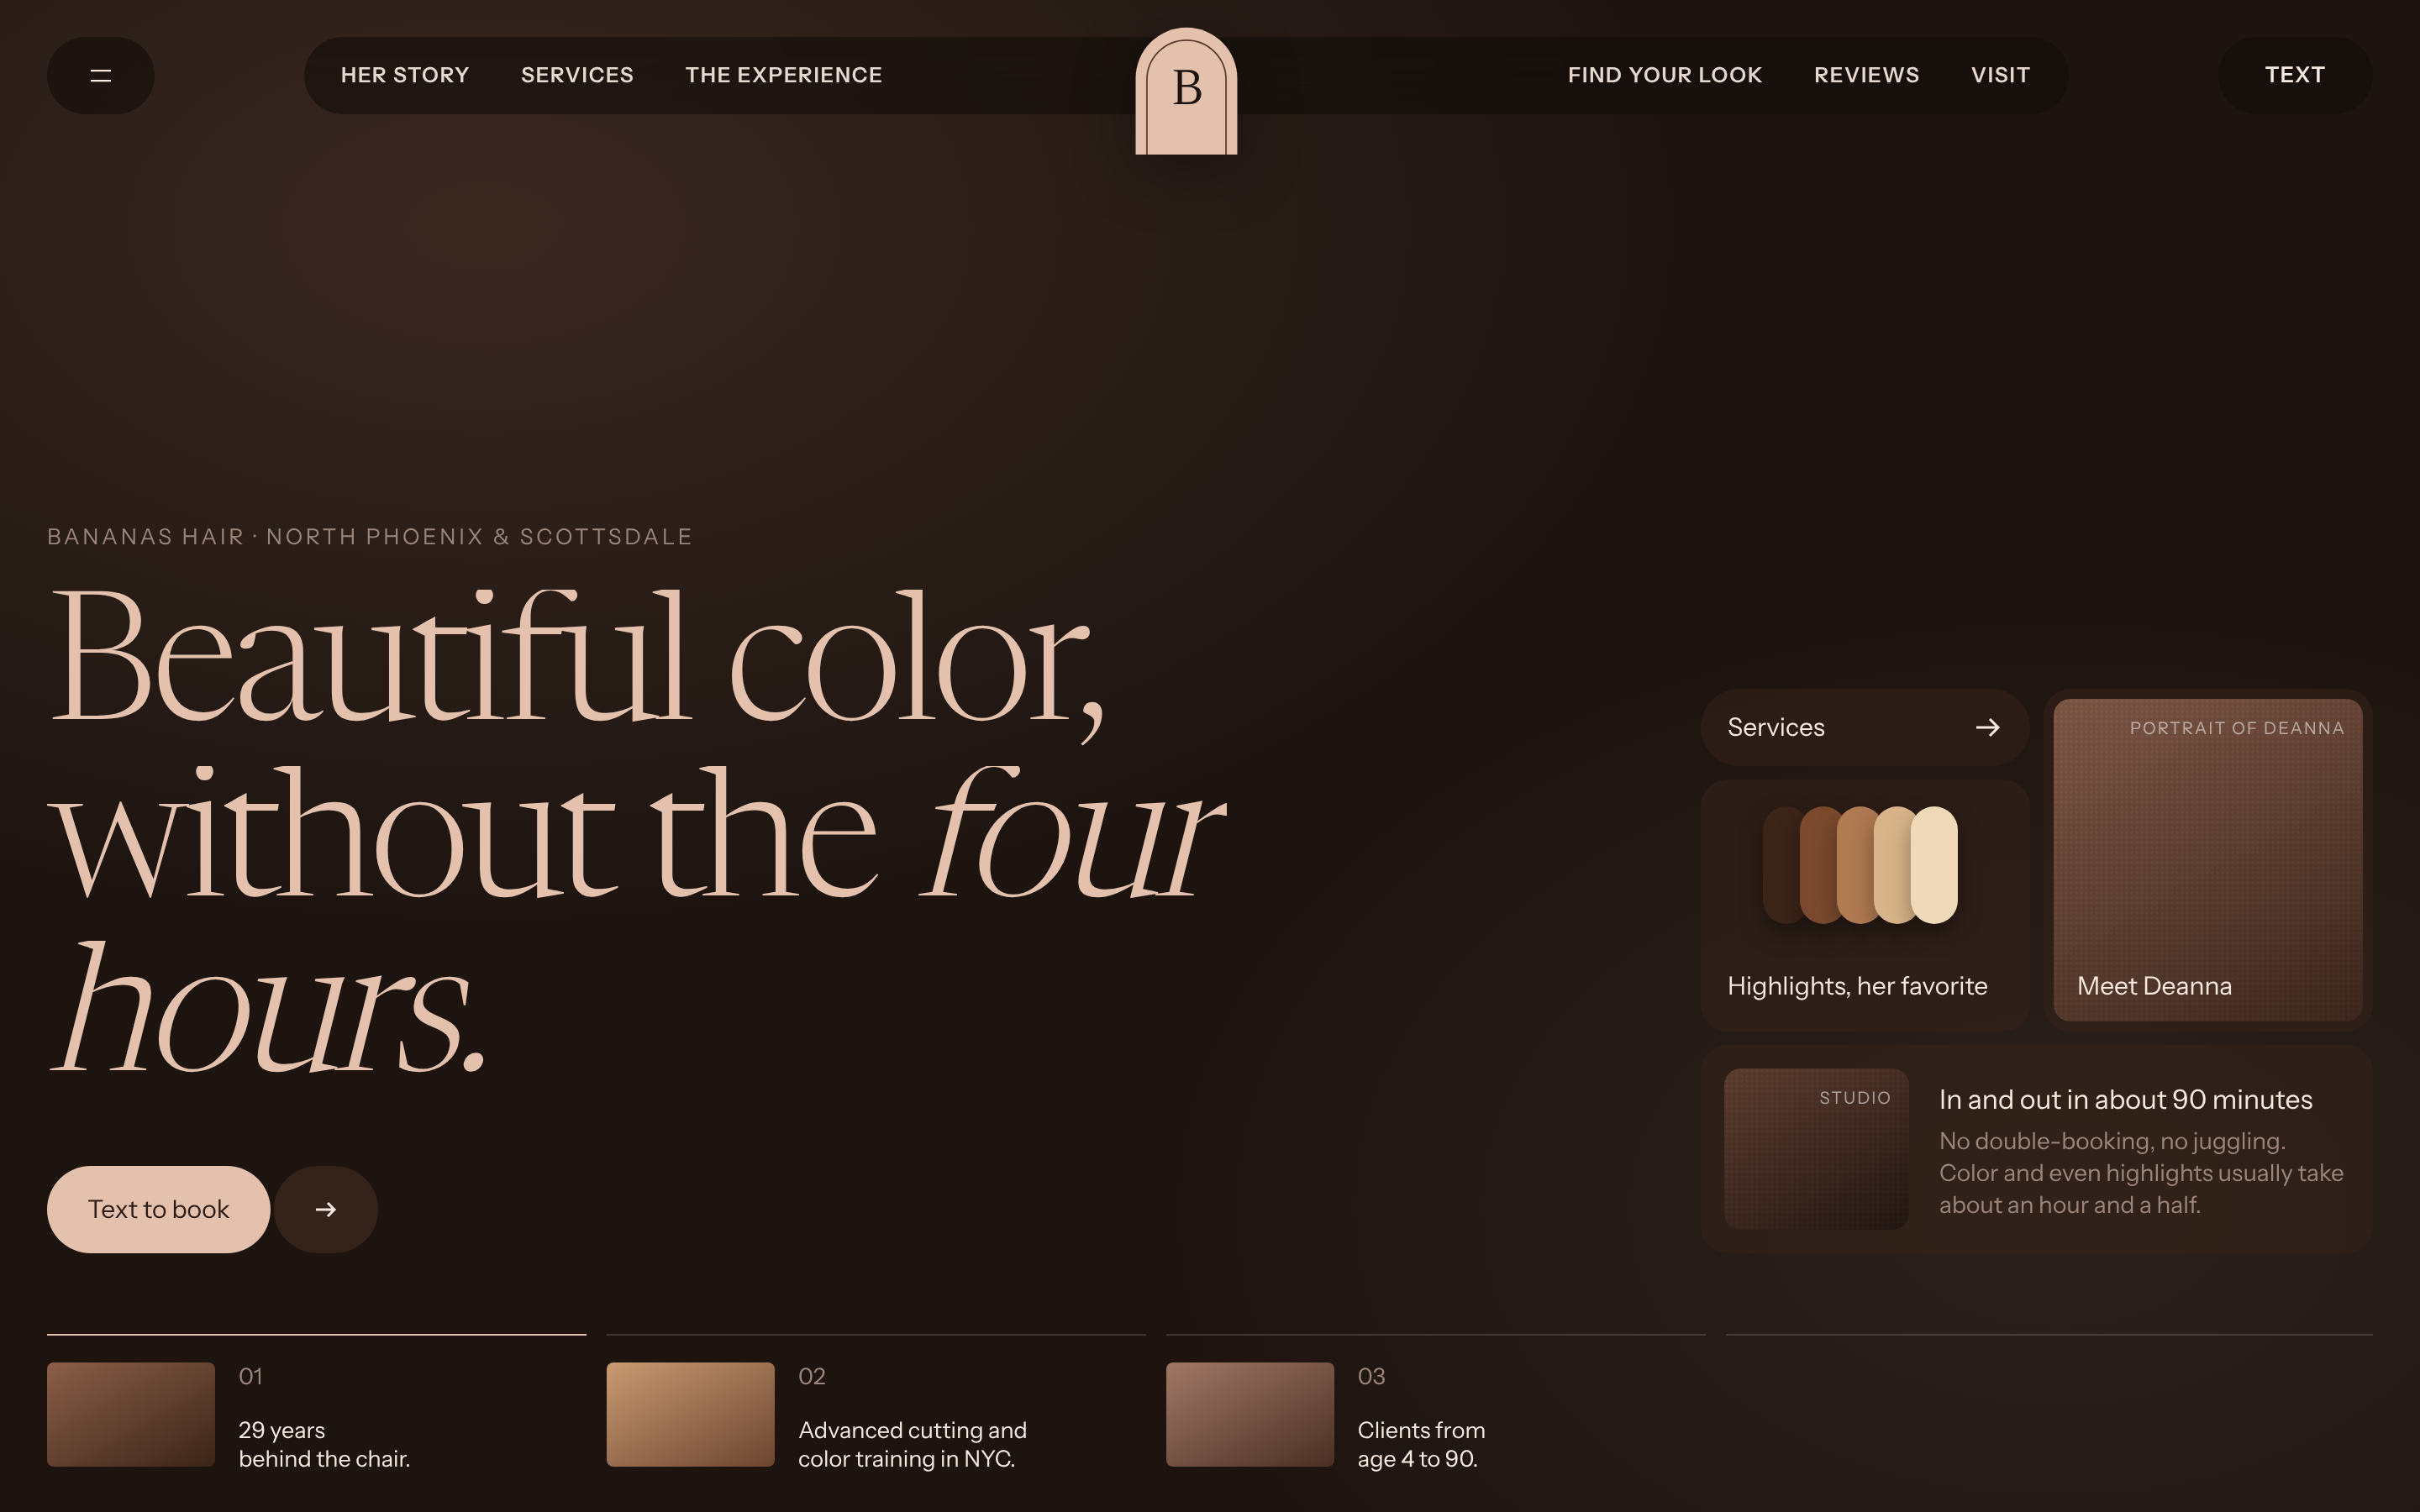 HER STORY SERVICES THE EXPERIENCE
B
FIND YOUR LOOK REVIEWS VISIT
TEXT
BANANAS HAIR · NORTH PHOENIX & SCOTTSDALE
Beautiful color,
without the four
hours.
Text to book
Services
Highlights, her favorite
PORTRAIT OF DEANNA
Meet Deanna
STUDIO
In and out in about 90 minutes
No double-booking, no juggling.
Color and even highlights usually take
about an hour and a half.
01
29 years
behind the chair.
02
Advanced cutting and
color training in NYC.
03
Clients from
age 4 to 90.